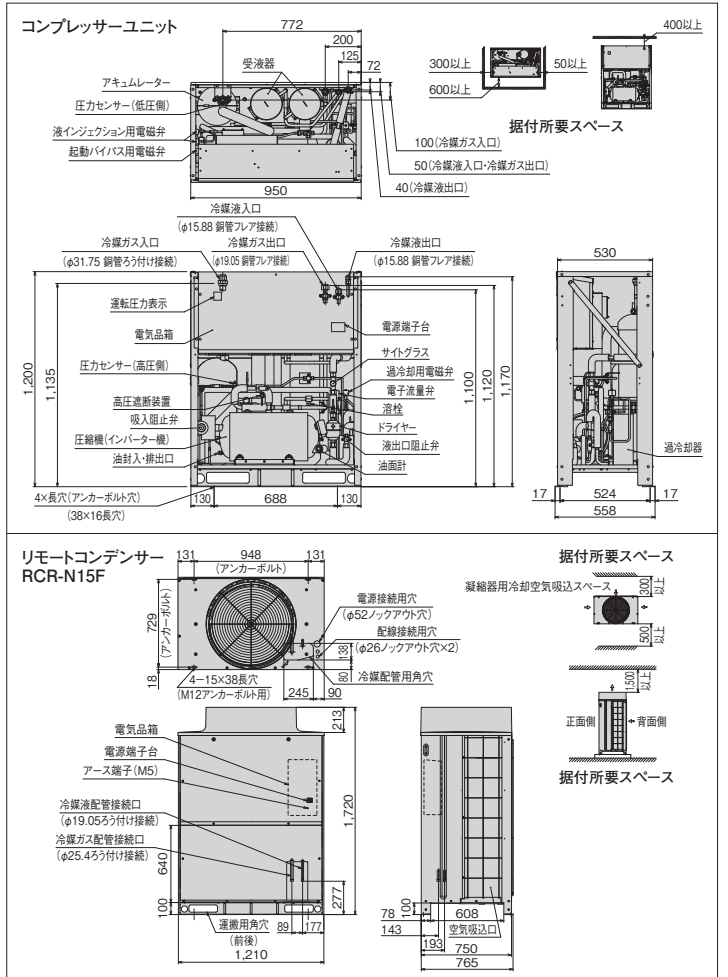 コンプレッサーユニット
772
200
125
72
アキュムレーター
受液器
圧力センサー(低圧側)
液インジェクション用電磁弁
起動バイパス用電磁弁
950
100(冷媒ガス入口)
50(冷媒液入口・冷媒ガス出口)
40(冷媒液出口)
400以上
300以上
50以上
600以上
据付所要スペース
冷媒液入口
(φ15.88 銅管フレア接続)
冷媒ガス入口
(φ31.75 銅管ろう付け接続)
冷媒ガス出口
(φ19.05 銅管フレア接続)
冷媒液出口
(φ15.88 銅管フレア接続)
運転圧力表示
電気品箱
圧力センサー(高圧側)
高圧遮断装置
吸入阻止弁
圧縮機(インバーター機)
油封入・排出口
4×長穴(アンカーボルト穴)
(38×16長穴)
電源端子台
サイトグラス
過冷却用電磁弁
電子流量弁
溶栓
ドライヤー
液出口阻止弁
油面計
1,200
1,135
1,100
1,120
1,170
130
688
130
530
過冷却器
17
524
17
558
リモートコンデンサー
RCR-N15F
131
948
131
(アンカーボルト)
729
(アンカーボルト)
18
4−15×38長穴
(M12アンカーボルト用)
245
90
138
80
電源接続用穴
(φ52ノックアウト穴)
配線接続用穴
(φ26ノックアウト穴×2)
冷媒配管用角穴
据付所要スペース
凝縮器用冷却空気吸込スペース
300以上
500以上
1,500以上
正面側
背面側
据付所要スペース
電気品箱
電源端子台
アース端子(M5)
冷媒液配管接続口
(φ19.05ろう付け接続)
冷媒ガス配管接続口
(φ25.4ろう付け接続)
213
1,720
640
100
277
運搬用角穴
(前後)
89
177
1,210
100
78
608
143
空気吸込口
193
750
765